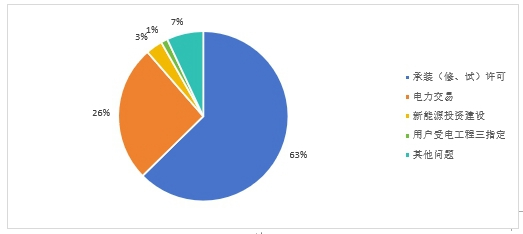 7%
1%
3%
26%
63%
承装（修、试）许可
电力交易
新能源投资建设
用户受电工程三指定
其他问题